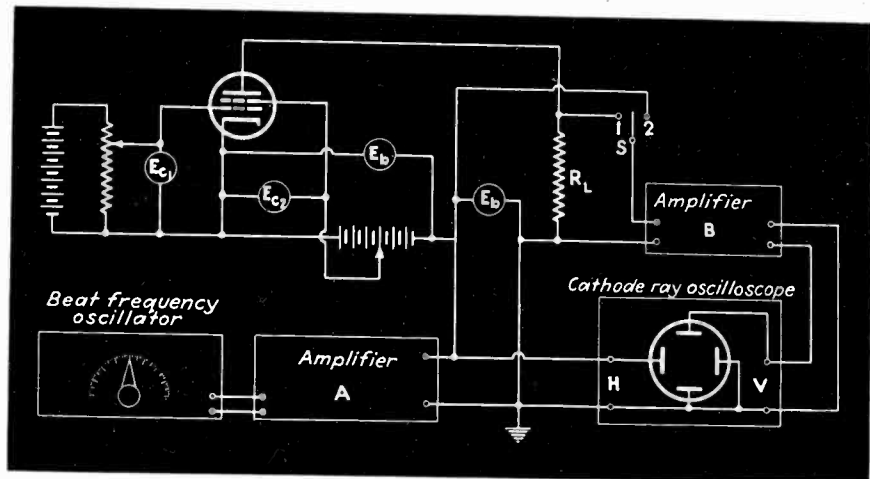 1
2
S
Eb
EC1
EC2
Eb
RL
Amplifier
B
Cathode ray oscilloscope
Beat frequency
oscillator
Amplifier
A
H
V